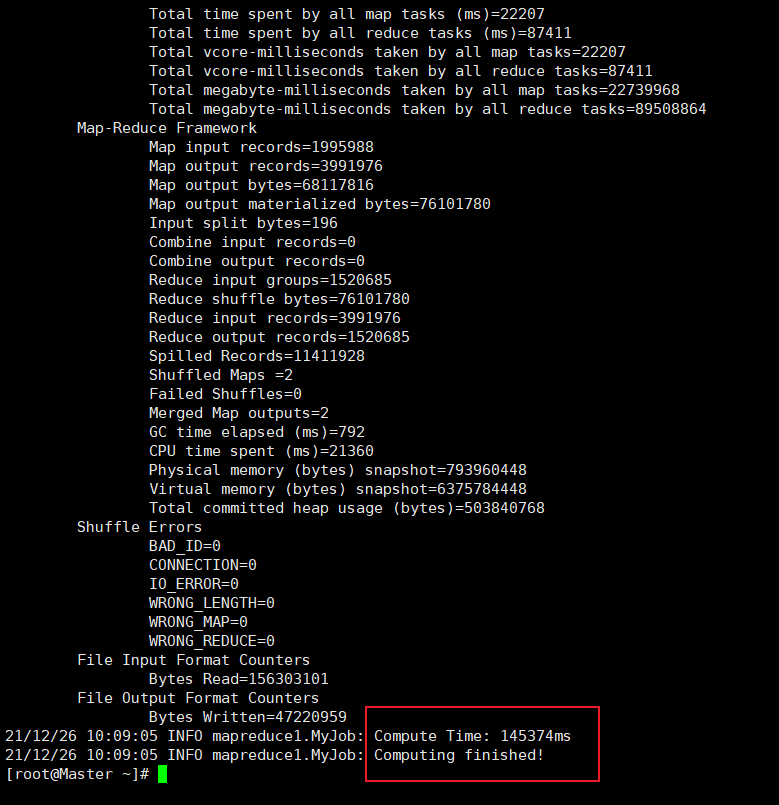 Total time spent by all map tasks (ms)=22207
Total time spent by all reduce tasks (ms)=87411
Total vcore-milliseconds taken by all map tasks=22207
Total vcore-milliseconds taken by all reduce tasks=87411
Total megabyte-milliseconds taken by all map tasks=22739968
Total megabyte-milliseconds taken by all reduce tasks=89508864
Map-Reduce Framework
Map input records=1995988
Map output records=3991976
Map output bytes=68117816
Map output materialized bytes=76101780
Input split bytes=196
Combine input records=0
Combine output records=0
Reduce input groups=1520685
Reduce shuffle bytes=76101780
Reduce input records=3991976
Reduce output records=1520685
Spilled Records=11411928
Shuffled Maps =2
Failed Shuffles=0
Merged Map outputs=2
GC time elapsed (ms)=792
CPU time spent (ms)=21360
Physical memory (bytes) snapshot=793960448
Virtual memory (bytes) snapshot=6375784448
Total committed heap usage (bytes)=503840768
Shuffle Errors
BAD_ID=0
CONNECTION=0
IO_ERROR=0
WRONG_LENGTH=0
WRONG_MAP=0
WRONG_REDUCE=0
File Input Format Counters
Bytes Read=156303101
File Output Format Counters
Bytes Written=47220959
21/12/26 10:09:05 INFO mapreduce1.MyJob: Compute Time: 145374ms
21/12/26 10:09:05 INFO mapreduce1.MyJob: Computing finished!
[root@Master ~]#